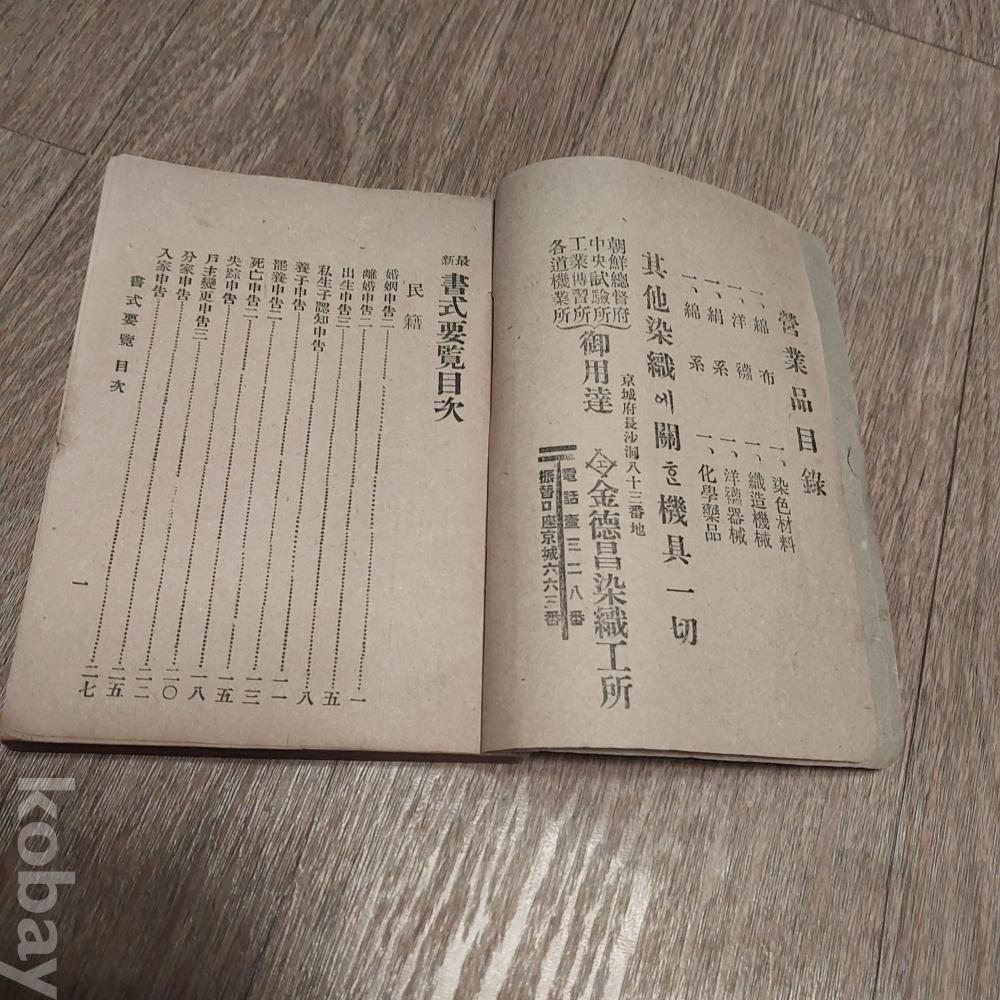 營業品目錄
一、綿布 一、染色材料
一、洋襪 一、織造機械
一、絹系 一、洋襪器械
一、綿系 一、化學藥品
其他染織에關ᄒᆞᆫ機具一切
朝鮮總督府
中央試驗所
工業傳習所
各道機業所
御用達
京城府長沙洞八十三番地
金德昌染織工所
電話壹三二八番
振替口座京城六六三番
最新 書式要覧目次
民籍
婚姻申告二 一
離婚申告二 五
出生申告三 八
私生子認知申告 一一
養子申告 一三
罷養申告二 一五
死亡申告二 一八
失踪申告 二〇
戶主變更申告三 二二
分家申告 二五
入家申告 二七
書式要覽 目次
一
kobay